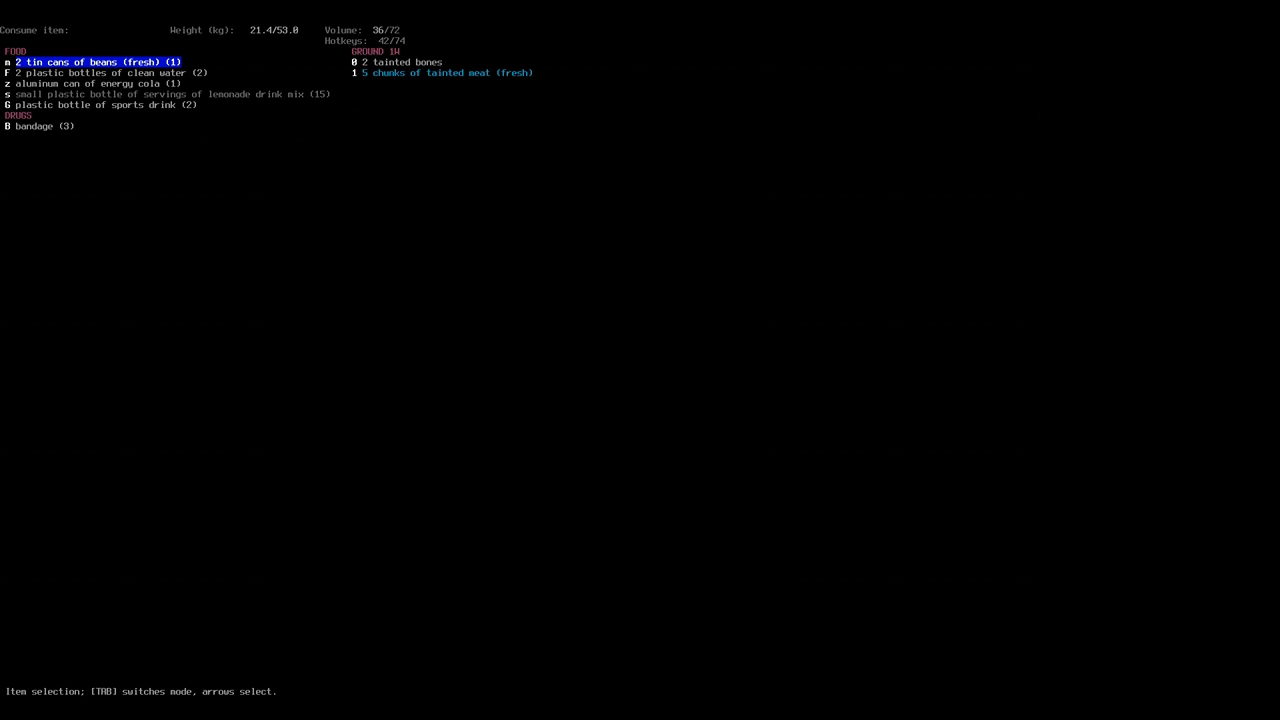 Consume item: Weight (kg): 21.4/53.0 Volume: 36/72
Hotkeys: 42/74
FOOD
m 2 tin cans of beans (fresh) (1)
F 2 plastic bottles of clean water (2)
z aluminum can of energy cola (1)
s small plastic bottle of servings of lemonade drink mix (15)
G plastic bottle of sports drink (2)
DRUGS
B bandage (3)
GROUND 1W
0 2 tainted bones
1 5 chunks of tainted meat (fresh)
Item selection; [TAB] switches mode, arrows select.